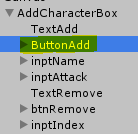 AddCharacterBox
TextAdd
ButtonAdd
inptName
inptAttack
TextRemove
btnRemove
inptIndex